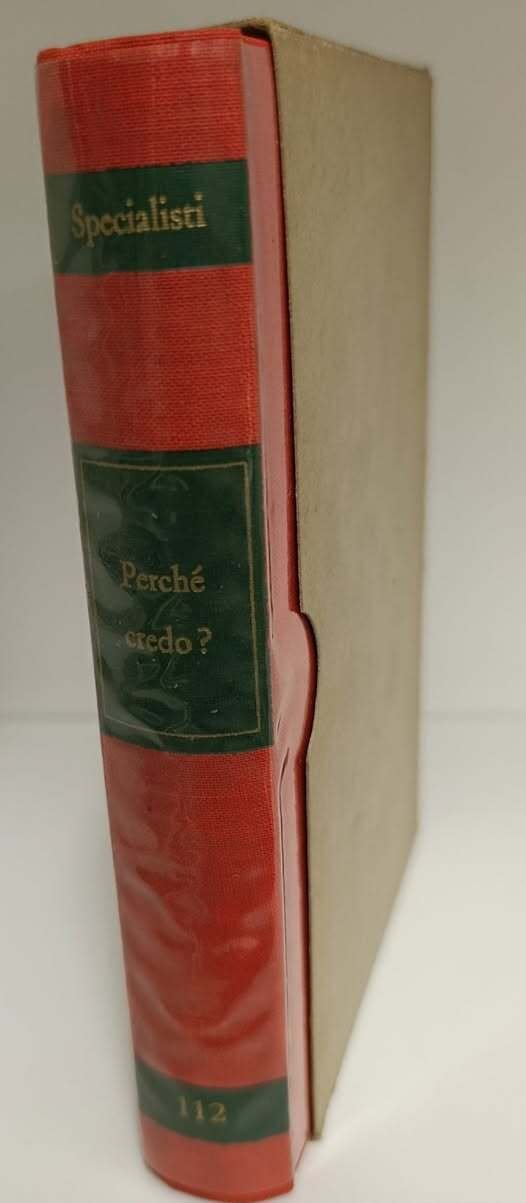 Specialisti
Perché
credo?
112